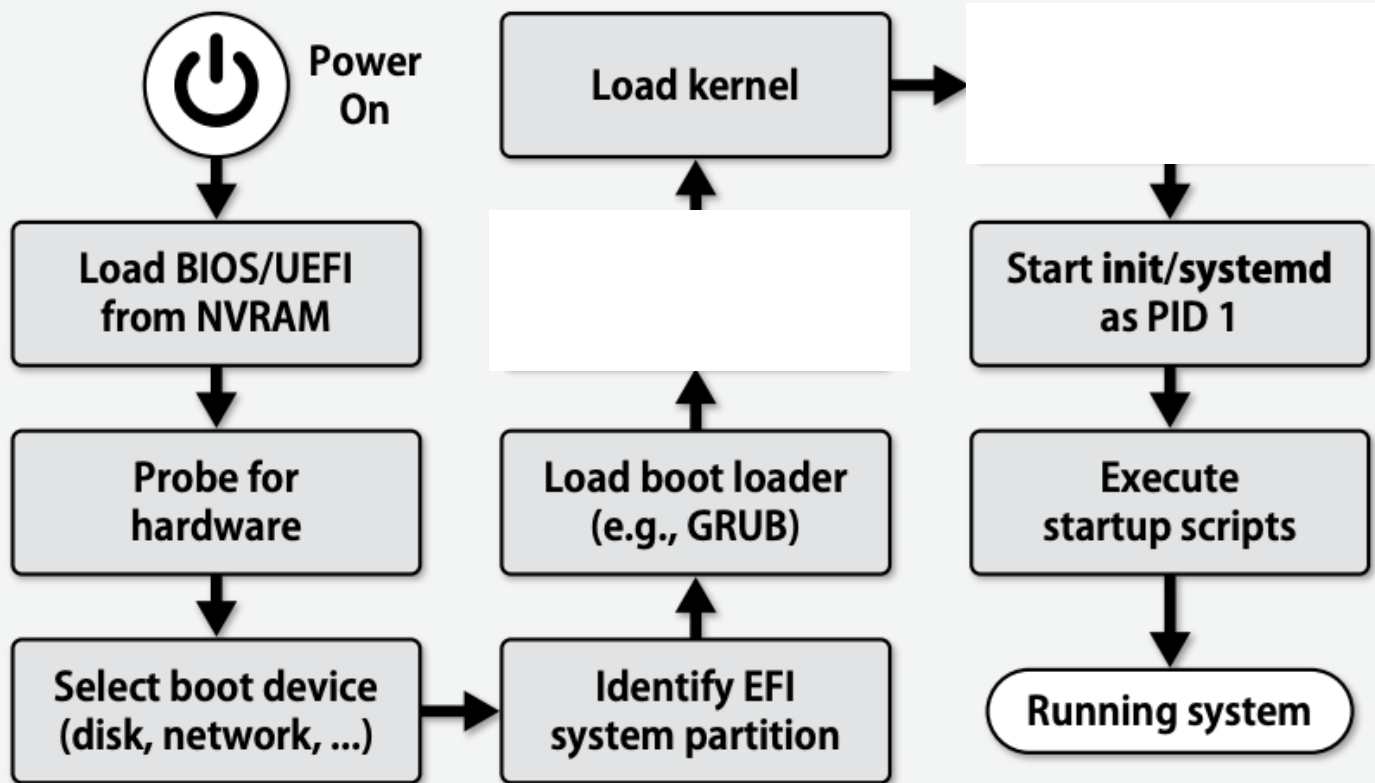 Power
On
Load BIOS/UEFI
from NVRAM
Probe for
hardware
Select boot device
(disk, network, ...)
Identify EFI
system partition
Load boot loader
(e.g., GRUB)
Load kernel
Start init/systemd
as PID 1
Execute
startup scripts
Running system